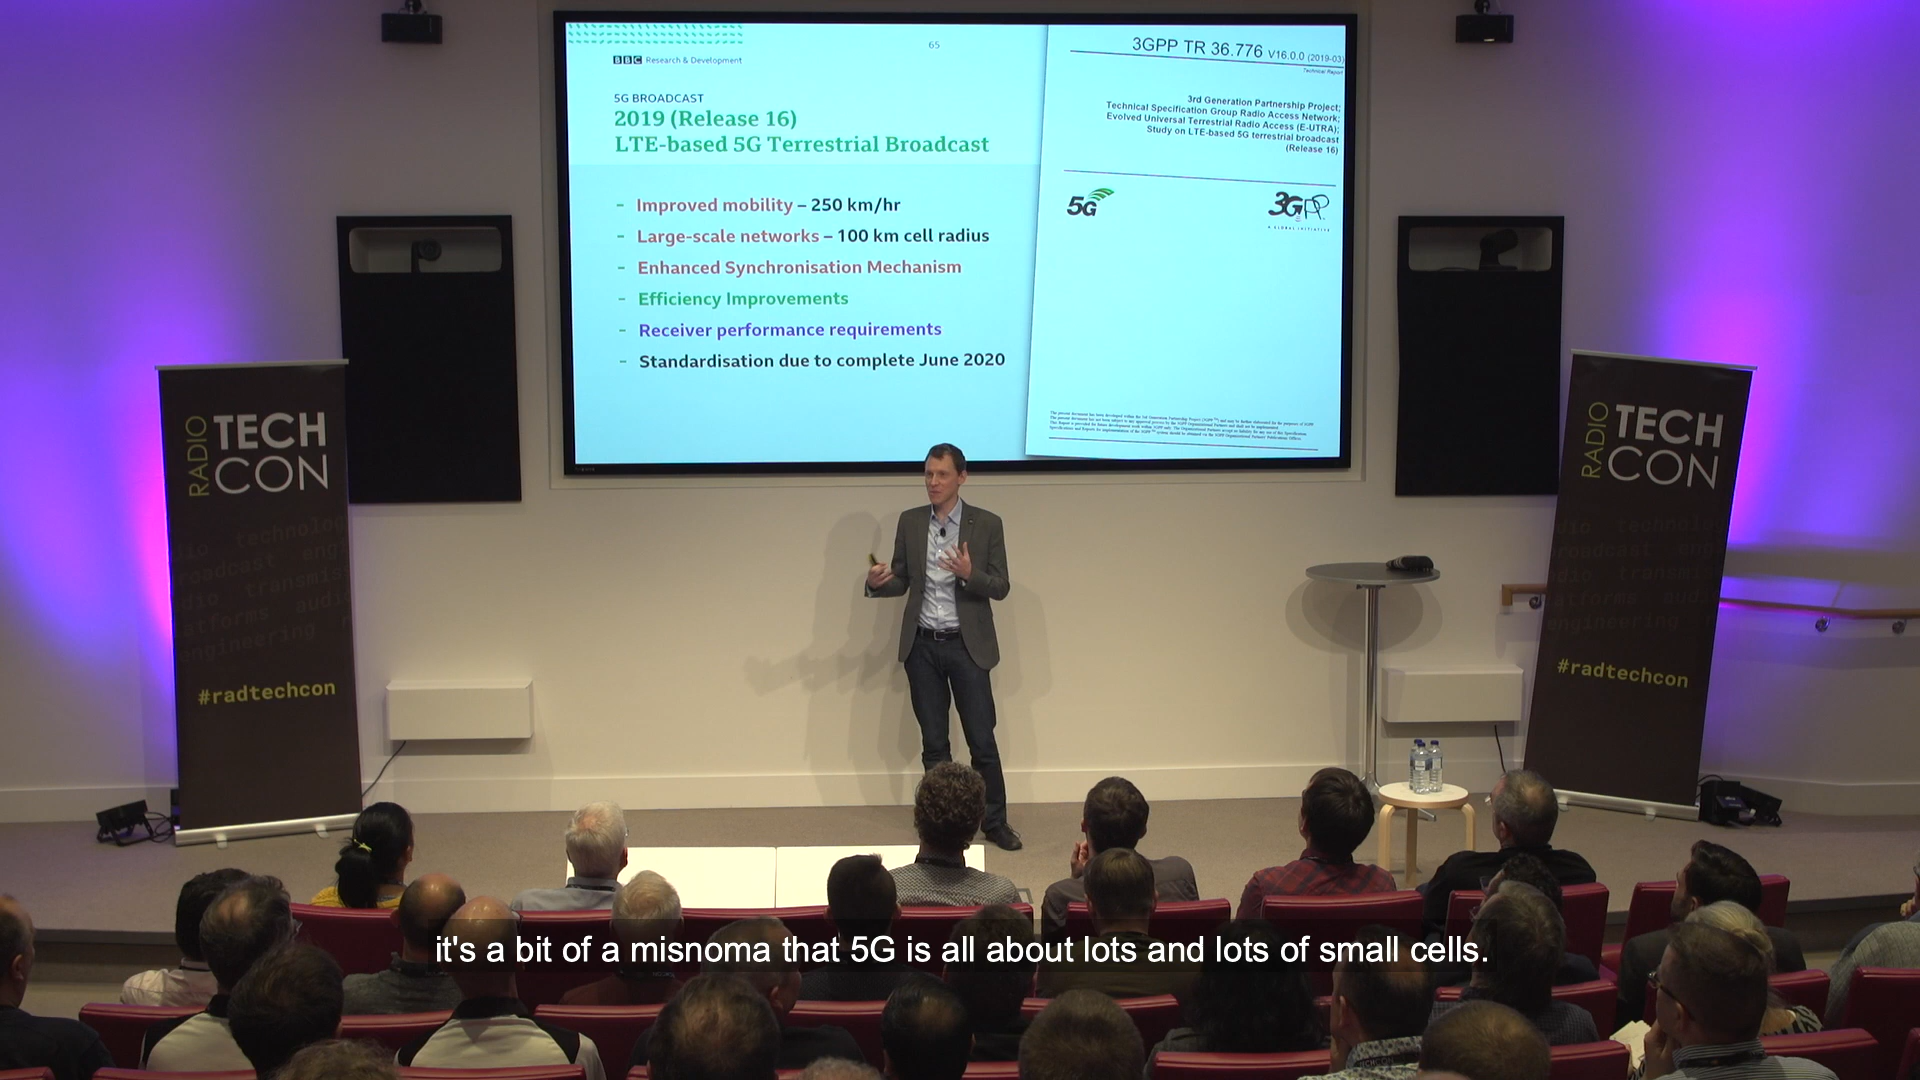 65
BBC Research & Development
5G BROADCAST
2019 (Release 16)
LTE-based 5G Terrestrial Broadcast
- Improved mobility – 250 km/hr
- Large-scale networks – 100 km cell radius
- Enhanced Synchronisation Mechanism
- Efficiency Improvements
- Receiver performance requirements
- Standardisation due to complete June 2020
3GPP TR 36.776 V16.0.0 (2019-03)
Technical Report
3rd Generation Partnership Project;
Technical Specification Group Radio Access Network;
Evolved Universal Terrestrial Radio Access (E-UTRA);
Study on LTE-based 5G terrestrial broadcast
(Release 16)
5G
3GPP
A GLOBAL INITIATIVE
RADIO
TECH
CON
#radtechcon
RADIO
TECH
CON
#radtechcon
it's a bit of a misnoma that 5G is all about lots and lots of small cells.